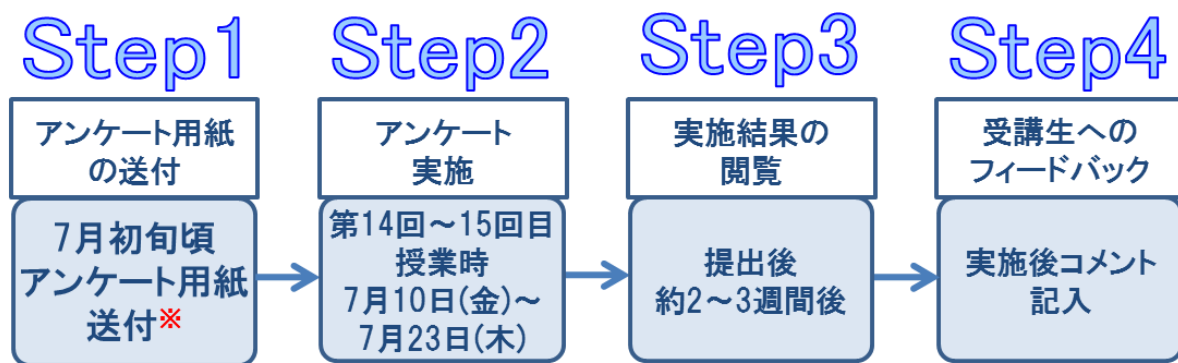 Step1
アンケート用紙
の送付
7月初旬頃
アンケート用紙
送付※
Step2
アンケート
実施
第14回～15回目
授業時
7月10日(金)～
7月23日(木)
Step3
実施結果の
閲覧
提出後
約2～3週間後
Step4
受講生への
フィードバック
実施後コメント
記入